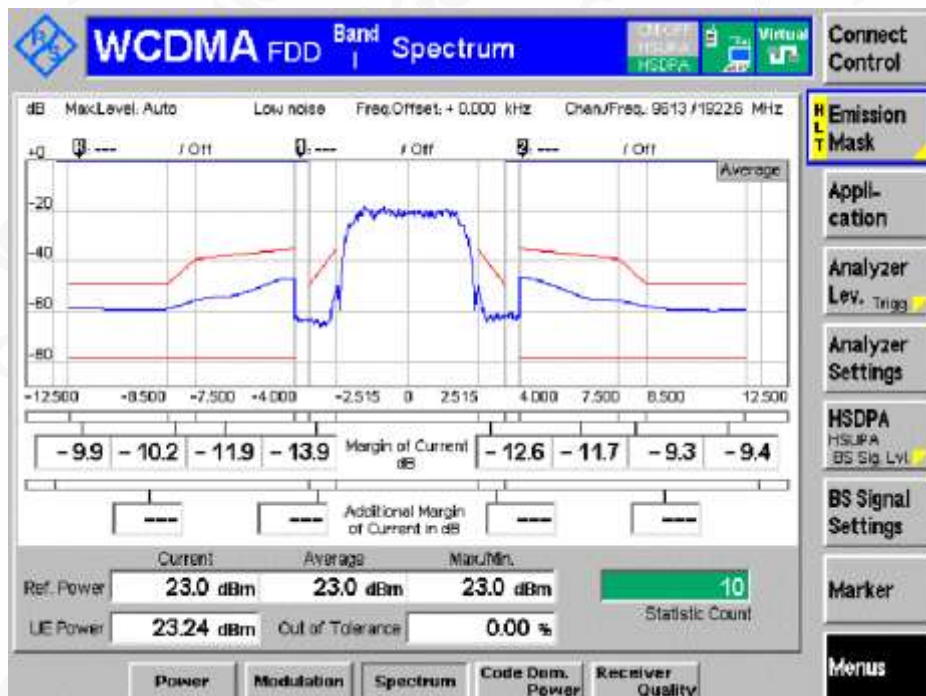 R S
WCDMA FDD Band I Spectrum
HSUPA
HSDPA
Virtual
Connect Control
dB Max.Level: Auto Low noise Freq.Offset: + 0.000 kHz Chan./Freq.: 9613 / 1922.6 MHz
+0 R: --- / Off 1: --- / Off 2: --- / Off
Average
-20
-40
-60
-80
-12.500 -8.500 -7.500 -4.000 -2.515 0 2.515 4.000 7.500 8.500 12.500
-9.9 -10.2 -11.9 -13.9 Margin of Current dB -12.6 -11.7 -9.3 -9.4
--- --- Additional Margin of Current in dB --- ---
Current Average Max./Min.
Ref. Power 23.0 dBm 23.0 dBm 23.0 dBm 10
Statistic Count
UE Power 23.24 dBm Out of Tolerance 0.00 %
Power Modulation Spectrum Code Dom. Power Receiver Quality
HLT Emission Mask
Appli-cation
Analyzer Lev. Trigg
Analyzer Settings
HSDPA
HSUPA
BS Sig. Lvl.
BS Signal Settings
Marker
Menus